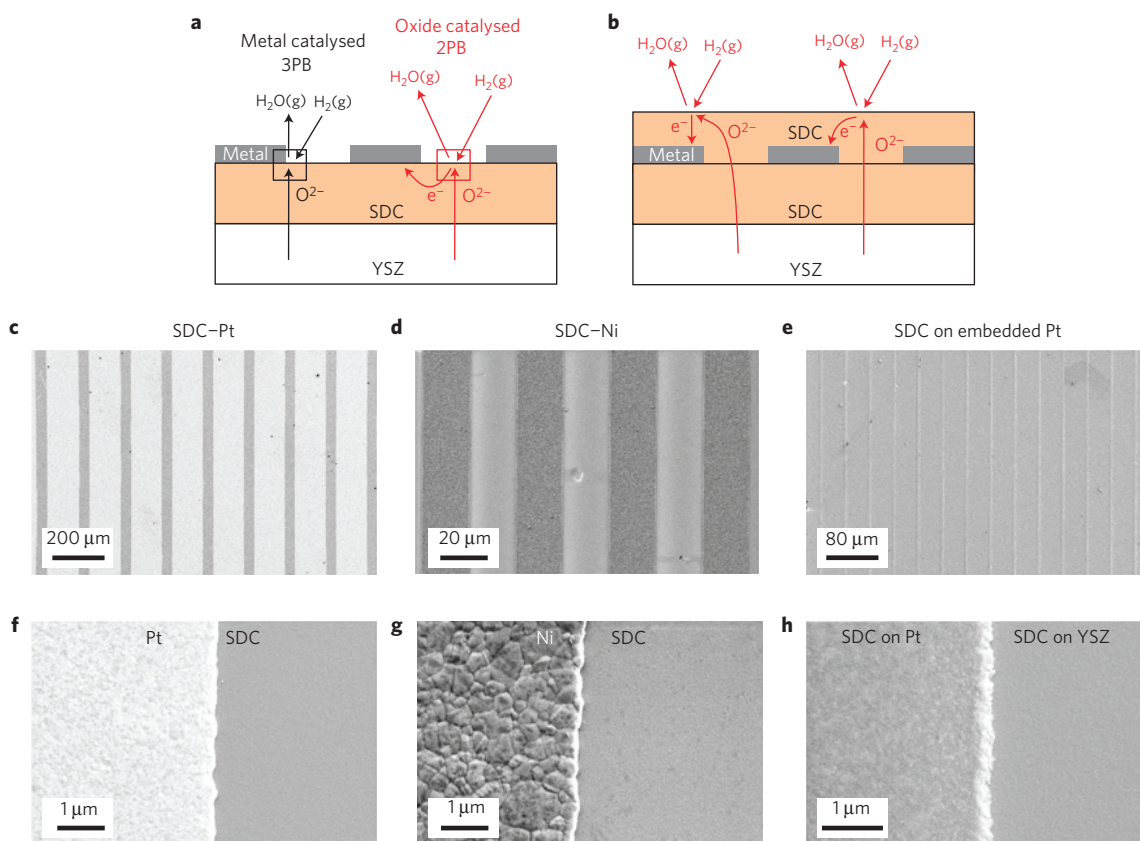 a
Metal catalysed
3PB
Oxide catalysed
2PB
H₂O(g)
H₂(g)
H₂O(g)
H₂(g)
Metal
O²⁻
e⁻
O²⁻
SDC
YSZ
b
H₂O(g)
H₂(g)
H₂O(g)
H₂(g)
e⁻
O²⁻
SDC
e⁻
O²⁻
Metal
SDC
YSZ
c
SDC–Pt
200 µm
d
SDC–Ni
20 µm
e
SDC on embedded Pt
80 µm
f
Pt
SDC
1 µm
g
Ni
SDC
1 µm
h
SDC on Pt
SDC on YSZ
1 µm